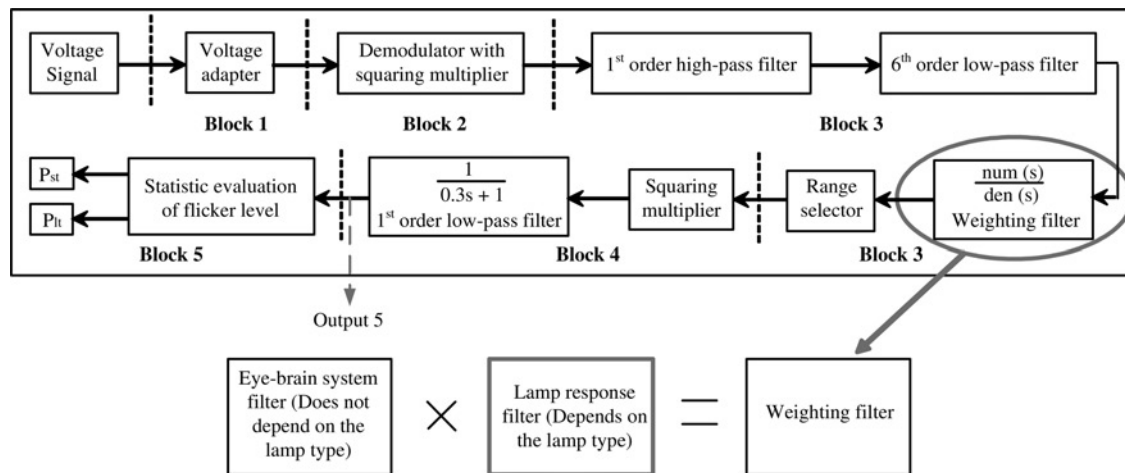 Voltage
Signal
Voltage
adapter
Demodulator with
squaring multiplier
1st order high-pass filter
6th order low-pass filter
Block 1
Block 2
Block 3
Pst
Plt
Statistic evaluation
of flicker level
1
0.3s + 1
1st order low-pass filter
Squaring
multiplier
Range
selector
num (s)
den (s)
Weighting filter
Block 5
Block 4
Block 3
Output 5
Eye-brain system
filter (Does not
depend on the
lamp type)
×
Lamp response
filter (Depends on
the lamp type)
=
Weighting filter